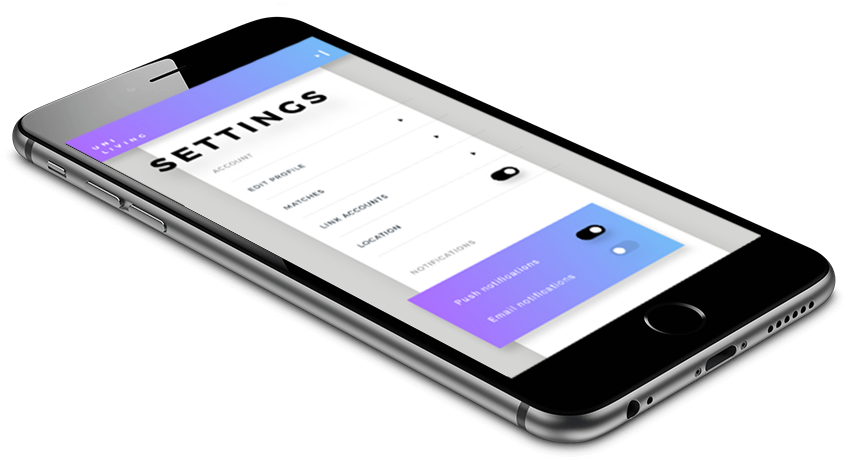 UNI
LIVING
SETTINGS
ACCOUNT
EDIT PROFILE
MATCHES
LINK ACCOUNTS
LOCATION
NOTIFICATIONS
Push notifications
Email notifications